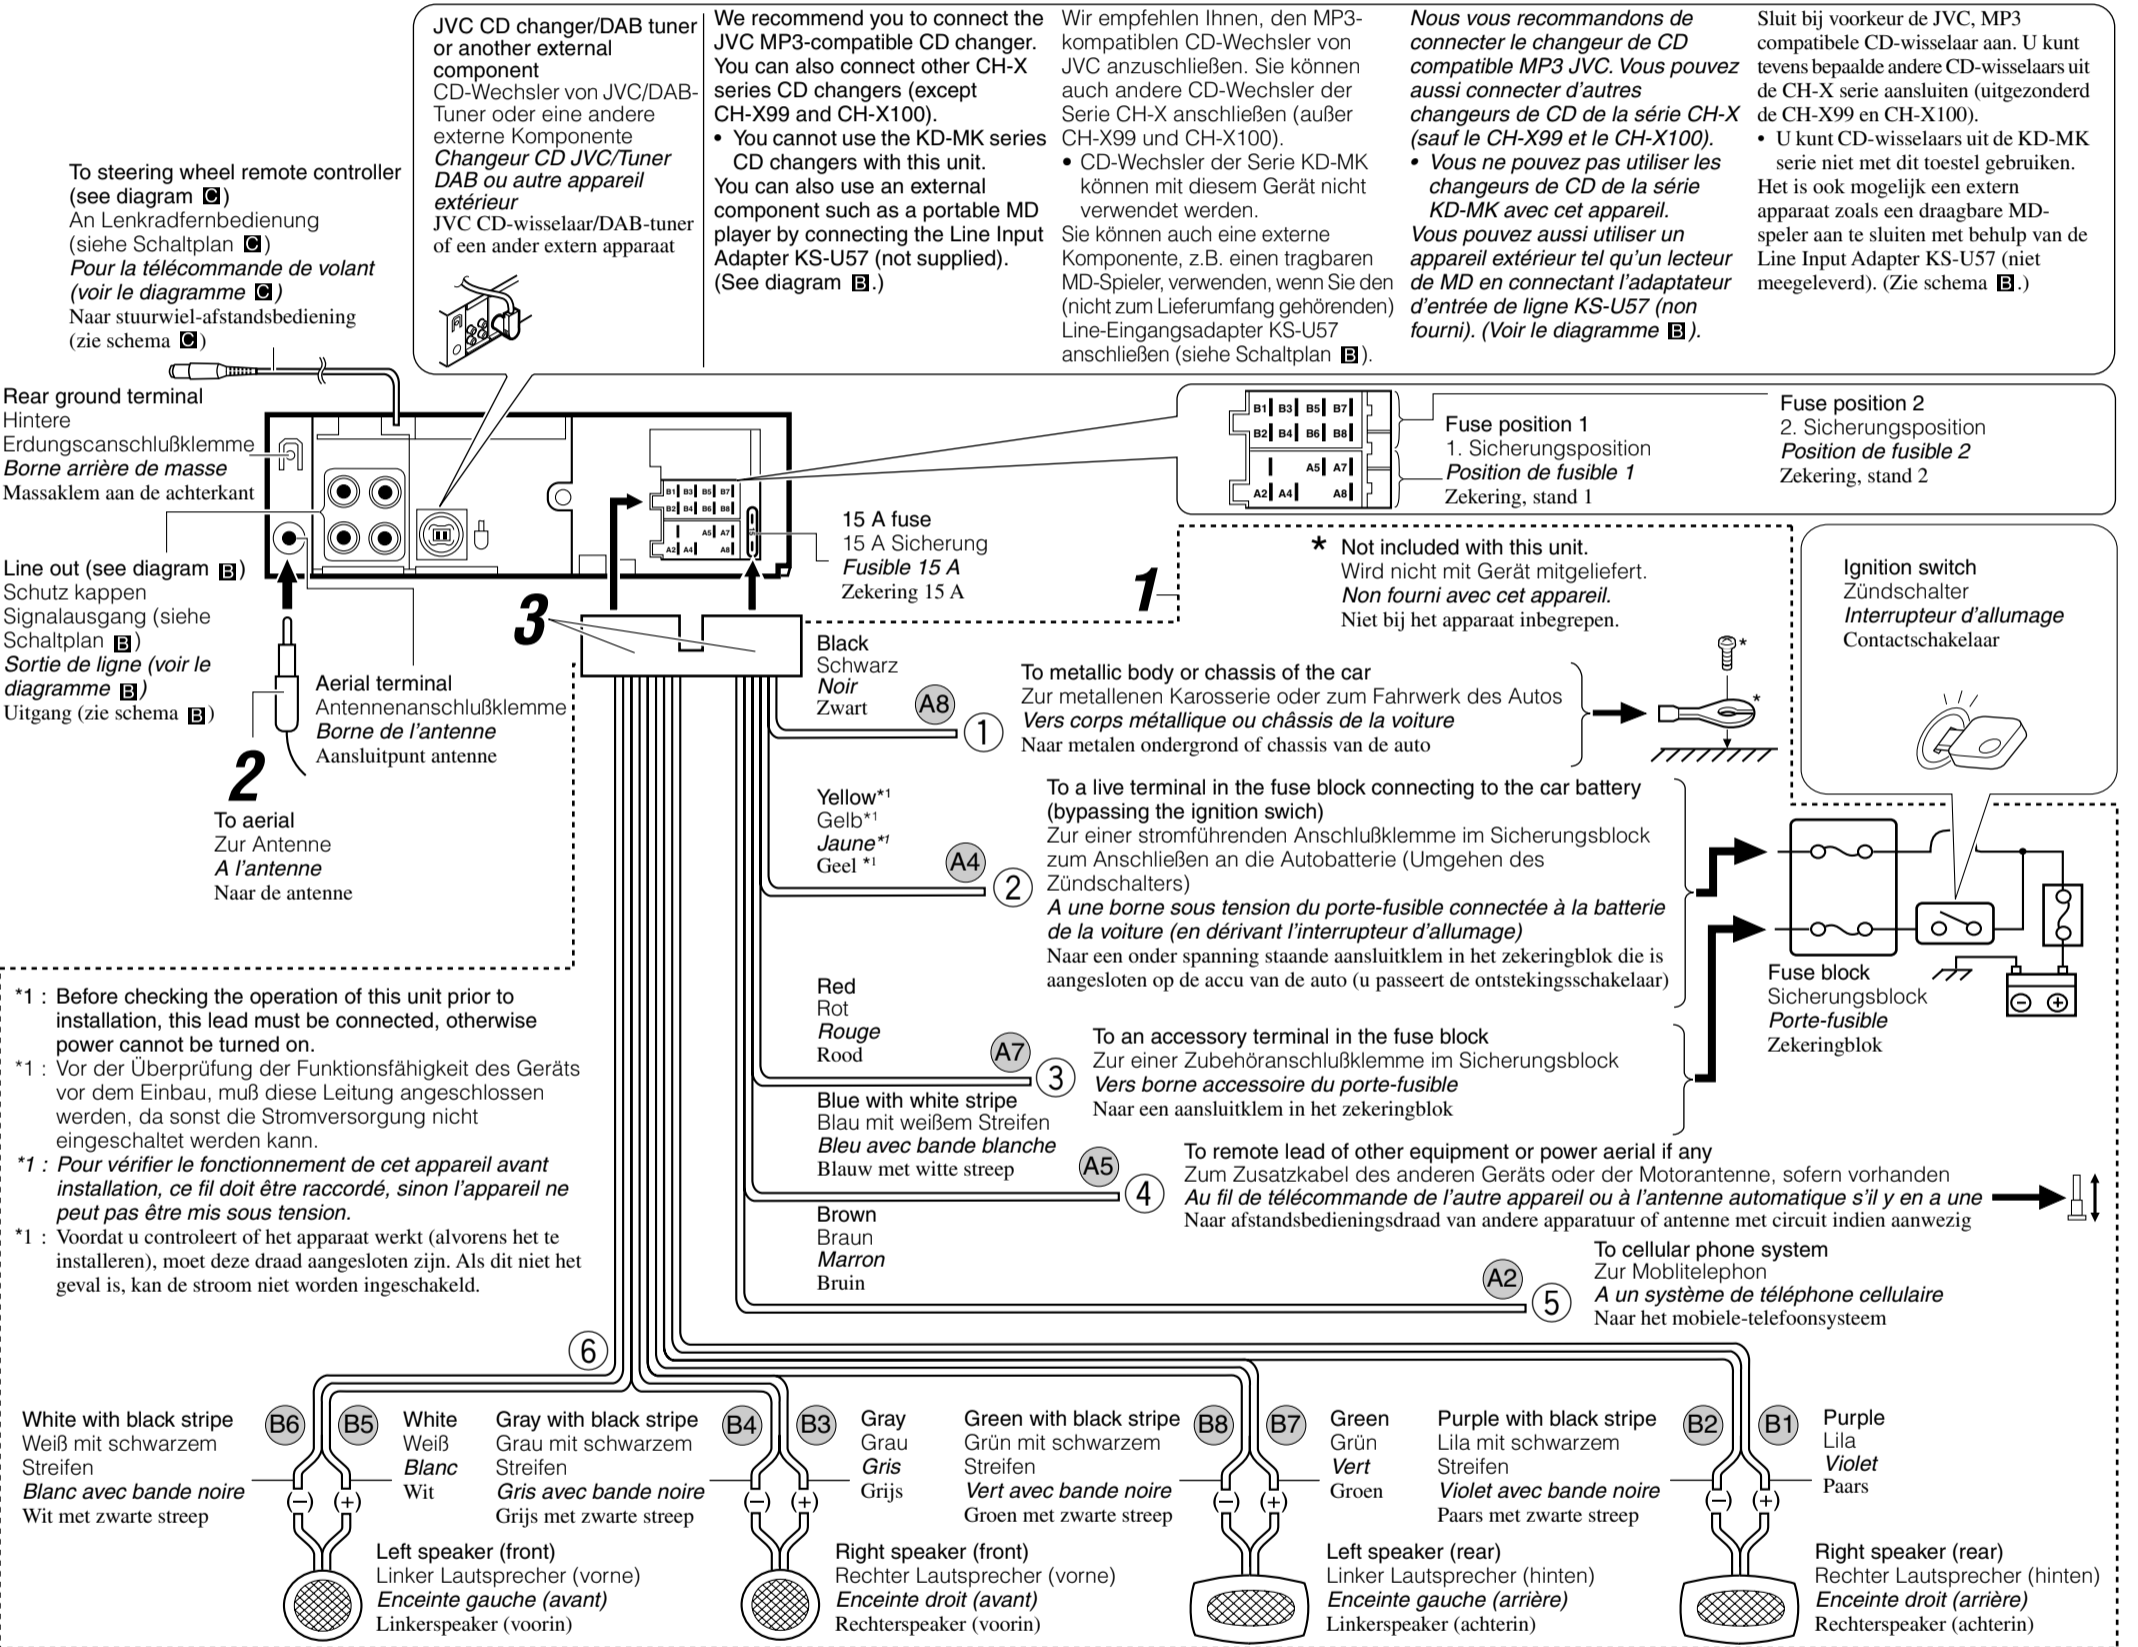 JVC CD changer/DAB tuner
or another external
component
CD-Wechsler von JVC/DAB-
Tuner oder eine andere
externe Komponente
Changeur CD JVC/Tuner
DAB ou autre appareil
extérieur
JVC CD-wisselaar/DAB-tuner
of een ander extern apparaat
We recommend you to connect the
JVC MP3-compatible CD changer.
You can also connect other CH-X
series CD changers (except
CH-X99 and CH-X100).
• You cannot use the KD-MK series
CD changers with this unit.
You can also use an external
component such as a portable MD
player by connecting the Line Input
Adapter KS-U57 (not supplied).
(See diagram B.)
Wir empfehlen Ihnen, den MP3-
kompatiblen CD-Wechsler von
JVC anzuschließen. Sie können
auch andere CD-Wechsler der
Serie CH-X anschließen (außer
CH-X99 und CH-X100).
• CD-Wechsler der Serie KD-MK
können mit diesem Gerät nicht
verwendet werden.
Sie können auch eine externe
Komponente, z.B. einen tragbaren
MD-Spieler, verwenden, wenn Sie den
(nicht zum Lieferumfang gehörenden)
Line-Eingangsadapter KS-U57
anschließen (siehe Schaltplan B).
Nous vous recommandons de
connecter le changeur de CD
compatible MP3 JVC. Vous pouvez
aussi connecter d'autres
changeurs de CD de la série CH-X
(sauf le CH-X99 et le CH-X100).
• Vous ne pouvez pas utiliser les
changeurs de CD de la série
KD-MK avec cet appareil.
Vous pouvez aussi utiliser un
appareil extérieur tel qu'un lecteur
de MD en connectant l'adaptateur
d'entrée de ligne KS-U57 (non
fourni). (Voir le diagramme B).
Sluit bij voorkeur de JVC, MP3
compatibele CD-wisselaar aan. U kunt
tevens bepaalde andere CD-wisselaars uit
de CH-X serie aansluiten (uitgezonderd
de CH-X99 en CH-X100).
• U kunt CD-wisselaars uit de KD-MK
serie niet met dit toestel gebruiken.
Het is ook mogelijk een extern
apparaat zoals een draagbare MD-
speler aan te sluiten met behulp van de
Line Input Adapter KS-U57 (niet
meegeleverd). (Zie schema B.)
To steering wheel remote controller
(see diagram C)
An Lenkradfernbedienung
(siehe Schaltplan C)
Pour la télécommande de volant
(voir le diagramme C)
Naar stuurwiel-afstandsbediening
(zie schema C)
Rear ground terminal
Hintere
Erdungscanschlußklemme
Borne arrière de masse
Massaklem aan de achterkant
Line out (see diagram B)
Schutz kappen
Signalausgang (siehe
Schaltplan B)
Sortie de ligne (voir le
diagramme B)
Uitgang (zie schema B)
B1 B3 B5 B7
B2 B4 B6 B8
A5 A7
A2 A4 A8
15
B1 B3 B5 B7
B2 B4 B6 B8
A5 A7
A2 A4 A8
Fuse position 1
1. Sicherungsposition
Position de fusible 1
Zekering, stand 1
Fuse position 2
2. Sicherungsposition
Position de fusible 2
Zekering, stand 2
15 A fuse
15 A Sicherung
Fusible 15 A
Zekering 15 A
1
* Not included with this unit.
Wird nicht mit Gerät mitgeliefert.
Non fourni avec cet appareil.
Niet bij het apparaat inbegrepen.
Ignition switch
Zündschalter
Interrupteur d'allumage
Contactschakelaar
3
2
Aerial terminal
Antennenanschlußklemme
Borne de l'antenne
Aansluitpunt antenne
To aerial
Zur Antenne
A l'antenne
Naar de antenne
Black
Schwarz
Noir
Zwart
A8
1
To metallic body or chassis of the car
Zur metallenen Karosserie oder zum Fahrwerk des Autos
Vers corps métallique ou châssis de la voiture
Naar metalen ondergrond of chassis van de auto
*
*
Yellow*1
Gelb*1
Jaune*1
Geel *1
A4
2
To a live terminal in the fuse block connecting to the car battery
(bypassing the ignition swich)
Zur einer stromführenden Anschlußklemme im Sicherungsblock
zum Anschließen an die Autobatterie (Umgehen des
Zündschalters)
A une borne sous tension du porte-fusible connectée à la batterie
de la voiture (en dérivant l'interrupteur d'allumage)
Naar een onder spanning staande aansluitklem in het zekeringblok die is
aangesloten op de accu van de auto (u passeert de ontstekingsschakelaar)
Fuse block
Sicherungsblock
Porte-fusible
Zekeringblok
⊖ ⊕
Red
Rot
Rouge
Rood
A7
3
To an accessory terminal in the fuse block
Zur einer Zubehöranschlußklemme im Sicherungsblock
Vers borne accessoire du porte-fusible
Naar een aansluitklem in het zekeringblok
Blue with white stripe
Blau mit weißem Streifen
Bleu avec bande blanche
Blauw met witte streep
A5
4
To remote lead of other equipment or power aerial if any
Zum Zusatzkabel des anderen Geräts oder der Motorantenne, sofern vorhanden
Au fil de télécommande de l'autre appareil ou à l'antenne automatique s'il y en a une
Naar afstandsbedieningsdraad van andere apparatuur of antenne met circuit indien aanwezig
Brown
Braun
Marron
Bruin
A2
5
To cellular phone system
Zur Moblitelephon
A un système de téléphone cellulaire
Naar het mobiele-telefoonsysteem
*1 : Before checking the operation of this unit prior to
installation, this lead must be connected, otherwise
power cannot be turned on.
*1 : Vor der Überprüfung der Funktionsfähigkeit des Geräts
vor dem Einbau, muß diese Leitung angeschlossen
werden, da sonst die Stromversorgung nicht
eingeschaltet werden kann.
*1 : Pour vérifier le fonctionnement de cet appareil avant
installation, ce fil doit être raccordé, sinon l'appareil ne
peut pas être mis sous tension.
*1 : Voordat u controleert of het apparaat werkt (alvorens het te
installeren), moet deze draad aangesloten zijn. Als dit niet het
geval is, kan de stroom niet worden ingeschakeld.
6
White with black stripe
Weiß mit schwarzem
Streifen
Blanc avec bande noire
Wit met zwarte streep
B6
B5
White
Weiß
Blanc
Wit
(−) (+)
Left speaker (front)
Linker Lautsprecher (vorne)
Enceinte gauche (avant)
Linkerspeaker (voorin)
Gray with black stripe
Grau mit schwarzem
Streifen
Gris avec bande noire
Grijs met zwarte streep
B4
B3
Gray
Grau
Gris
Grijs
(−) (+)
Right speaker (front)
Rechter Lautsprecher (vorne)
Enceinte droit (avant)
Rechterspeaker (voorin)
Green with black stripe
Grün mit schwarzem
Streifen
Vert avec bande noire
Groen met zwarte streep
B8
B7
Green
Grün
Vert
Groen
(−) (+)
Left speaker (rear)
Linker Lautsprecher (hinten)
Enceinte gauche (arrière)
Linkerspeaker (achterin)
Purple with black stripe
Lila mit schwarzem
Streifen
Violet avec bande noire
Paars met zwarte streep
B2
B1
Purple
Lila
Violet
Paars
(−) (+)
Right speaker (rear)
Rechter Lautsprecher (hinten)
Enceinte droit (arrière)
Rechterspeaker (achterin)